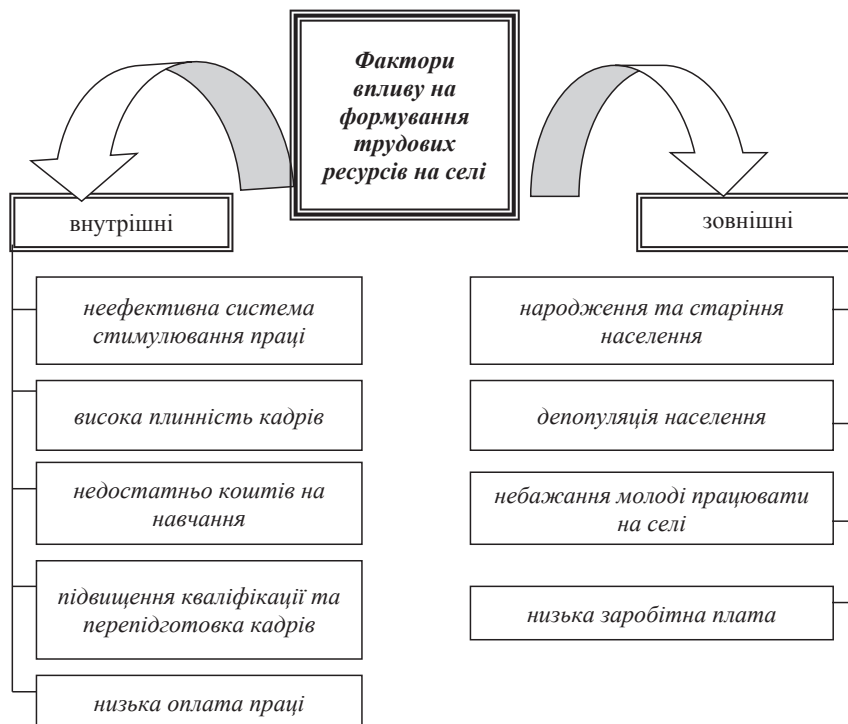 Фактори
впливу на
формування
трудових
ресурсів на селі
внутрішні
неефективна система
стимулювання праці
висока плинність кадрів
недостатньо коштів на
навчання
підвищення кваліфікації та
перепідготовка кадрів
низька оплата праці
зовнішні
народження та старіння
населення
депопуляція населення
небажання молоді працювати
на селі
низька заробітна плата